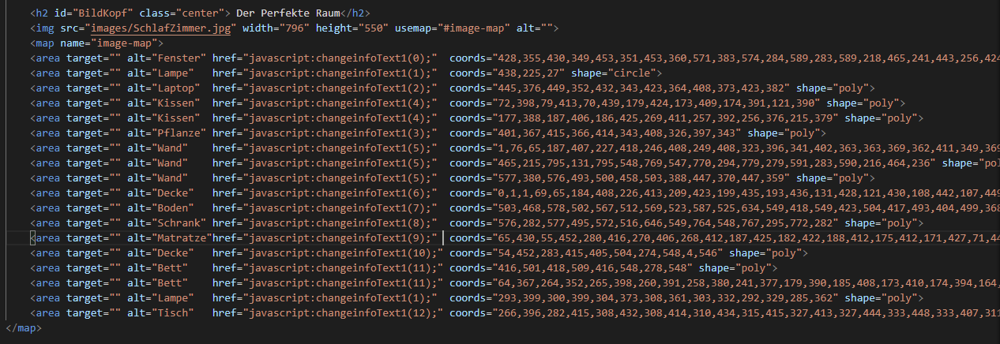 <h2 id="BildKopf" class="center"> Der Perfekte Raum</h2>
<img src="images/SchlafZimmer.jpg" width="796" height="550" usemap="#image-map" alt="">
<map name="image-map">
<area target="" alt="Fenster" href="javascript:changeinfoText1(0);"  coords="428,355,430,349,453,351,453,360,571,383,574,284,589,283,589,218,465,241,443,256,424
<area target="" alt="Lampe"   href="javascript:changeinfoText1(1);"  coords="438,225,27" shape="circle">
<area target="" alt="Laptop"  href="javascript:changeinfoText1(2);"  coords="445,376,449,352,432,343,423,364,408,373,423,382" shape="poly">
<area target="" alt="Kissen"  href="javascript:changeinfoText1(4);"  coords="72,398,79,413,70,439,179,424,173,409,174,391,121,390" shape="poly">
<area target="" alt="Kissen"  href="javascript:changeinfoText1(4);"  coords="177,388,187,406,186,425,269,411,257,392,256,376,215,379" shape="poly">
<area target="" alt="Pflanze" href="javascript:changeinfoText1(3);"  coords="401,367,415,366,414,343,408,326,397,343" shape="poly">
<area target="" alt="Wand"    href="javascript:changeinfoText1(5);"  coords="1,76,65,187,407,227,418,246,408,249,408,323,396,341,402,363,363,369,362,411,349,369
<area target="" alt="Wand"    href="javascript:changeinfoText1(5);"  coords="465,215,795,131,795,548,769,547,770,294,779,279,591,283,590,216,464,236" shape="pol
<area target="" alt="Wand"    href="javascript:changeinfoText1(5);"  coords="577,380,576,493,500,458,503,388,447,370,447,359" shape="poly">
<area target="" alt="Decke"   href="javascript:changeinfoText1(6);"  coords="0,1,1,69,65,184,408,226,413,209,423,199,435,193,436,131,428,121,430,108,442,107,449
<area target="" alt="Boden"   href="javascript:changeinfoText1(7);"  coords="503,468,578,502,567,512,569,523,587,525,634,549,418,549,423,504,417,493,404,499,368
<area target="" alt="Schrank" href="javascript:changeinfoText1(8);"  coords="576,282,577,495,572,516,646,549,764,548,767,295,772,282" shape="poly">
<area target="" alt="Matratze"href="javascript:changeinfoText1(9);"  coords="65,430,55,452,280,416,270,406,268,412,187,425,182,422,188,412,175,412,171,427,71,44
<area target="" alt="Decke"   href="javascript:changeinfoText1(10);" coords="54,452,283,415,405,504,274,548,4,546" shape="poly">
<area target="" alt="Bett"    href="javascript:changeinfoText1(11);" coords="416,501,418,509,416,548,278,548" shape="poly">
<area target="" alt="Bett"    href="javascript:changeinfoText1(11);" coords="64,367,264,352,265,398,260,391,258,380,241,377,179,390,185,408,173,410,174,394,164,
<area target="" alt="Lampe"   href="javascript:changeinfoText1(1);"  coords="293,399,300,399,304,373,308,361,303,332,292,329,285,362" shape="poly">
<area target="" alt="Tisch"   href="javascript:changeinfoText1(12);" coords="266,396,282,415,308,432,308,414,310,434,315,415,327,413,327,444,333,448,333,407,311
</map>